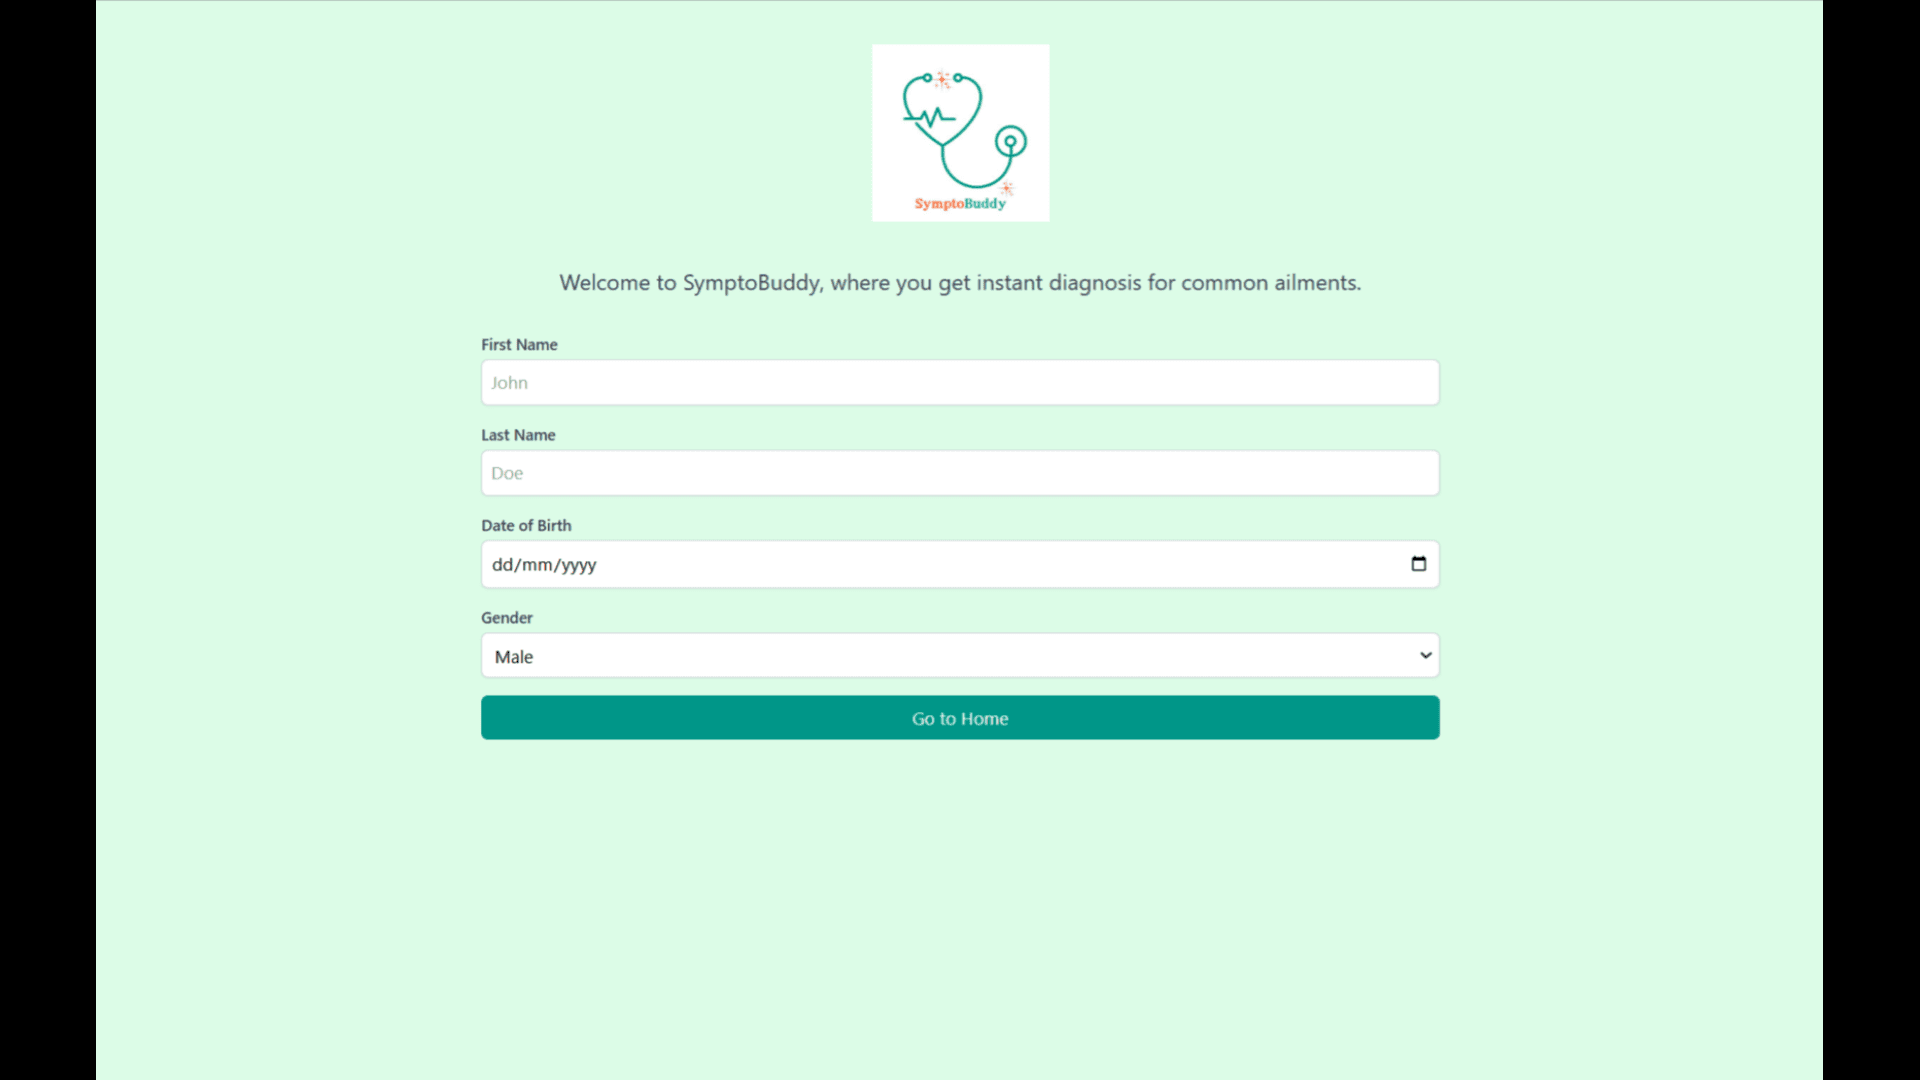 SymptoBuddy
Welcome to SymptoBuddy, where you get instant diagnosis for common ailments.
First Name
John
Last Name
Doe
Date of Birth
dd/mm/yyyy
Gender
Male
Go to Home